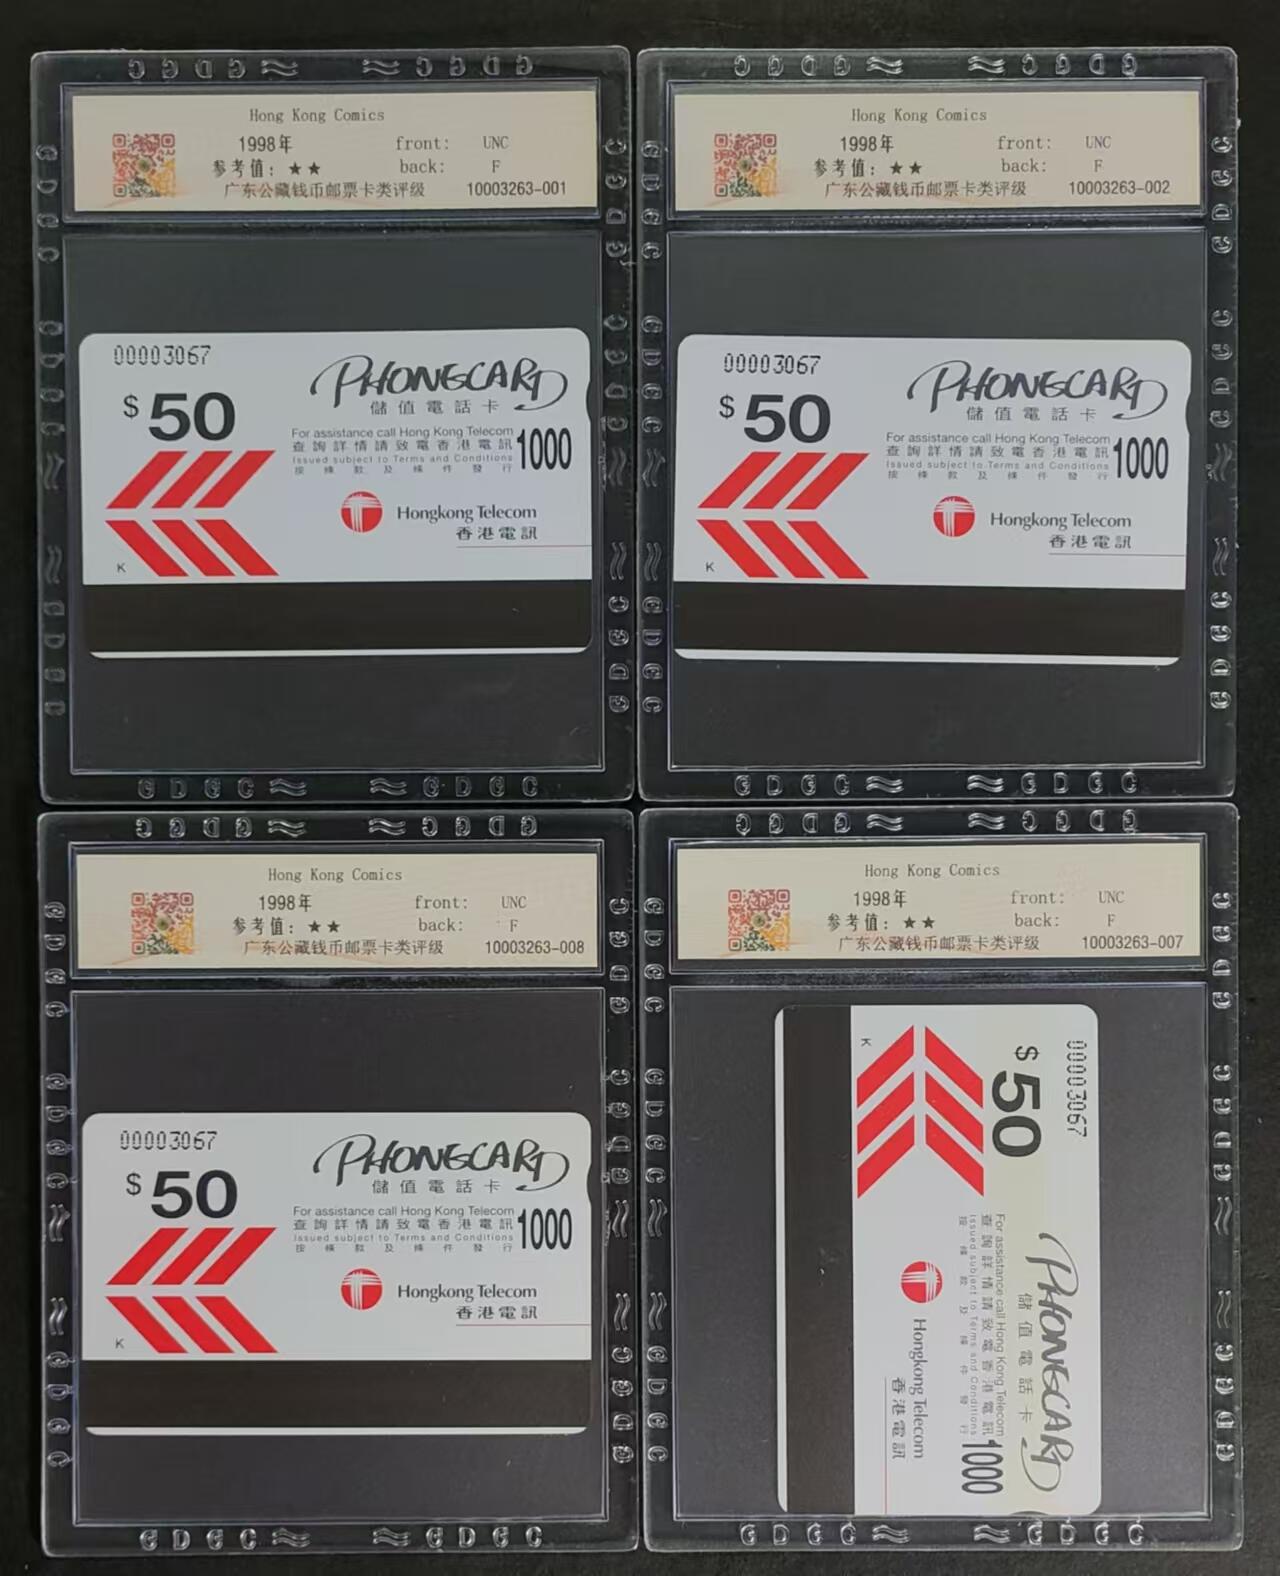 Hong Kong Comics
1998年 front: UNC
参考值: ★★ back: F
广东公藏钱币邮票卡类评级 10003263-001
00003067
PHONECARD
$50
儲值電話卡
For assistance call Hong Kong Telecom
查詢詳情請致電香港電訊 1000
Issued subject to Terms and Conditions
按條款及條件發行
Hongkong Telecom
香港電訊
K
Hong Kong Comics
1998年 front: UNC
参考值: ★★ back: F
广东公藏钱币邮票卡类评级 10003263-002
00003067
PHONECARD
$50
儲值電話卡
For assistance call Hong Kong Telecom
查詢詳情請致電香港電訊 1000
Issued subject to Terms and Conditions
按條款及條件發行
Hongkong Telecom
香港電訊
K
Hong Kong Comics
1998年 front: UNC
参考值: ★★ back: F
广东公藏钱币邮票卡类评级 10003263-008
00003067
PHONECARD
$50
儲值電話卡
For assistance call Hong Kong Telecom
查詢詳情請致電香港電訊 1000
Issued subject to Terms and Conditions
按條款及條件發行
Hongkong Telecom
香港電訊
K
Hong Kong Comics
1998年 front: UNC
参考值: ★★ back: F
广东公藏钱币邮票卡类评级 10003263-007
00003067
PHONECARD
$50
儲值電話卡
For assistance call Hong Kong Telecom
查詢詳情請致電香港電訊 1000
Issued subject to Terms and Conditions
按條款及條件發行
Hongkong Telecom
香港電訊
K